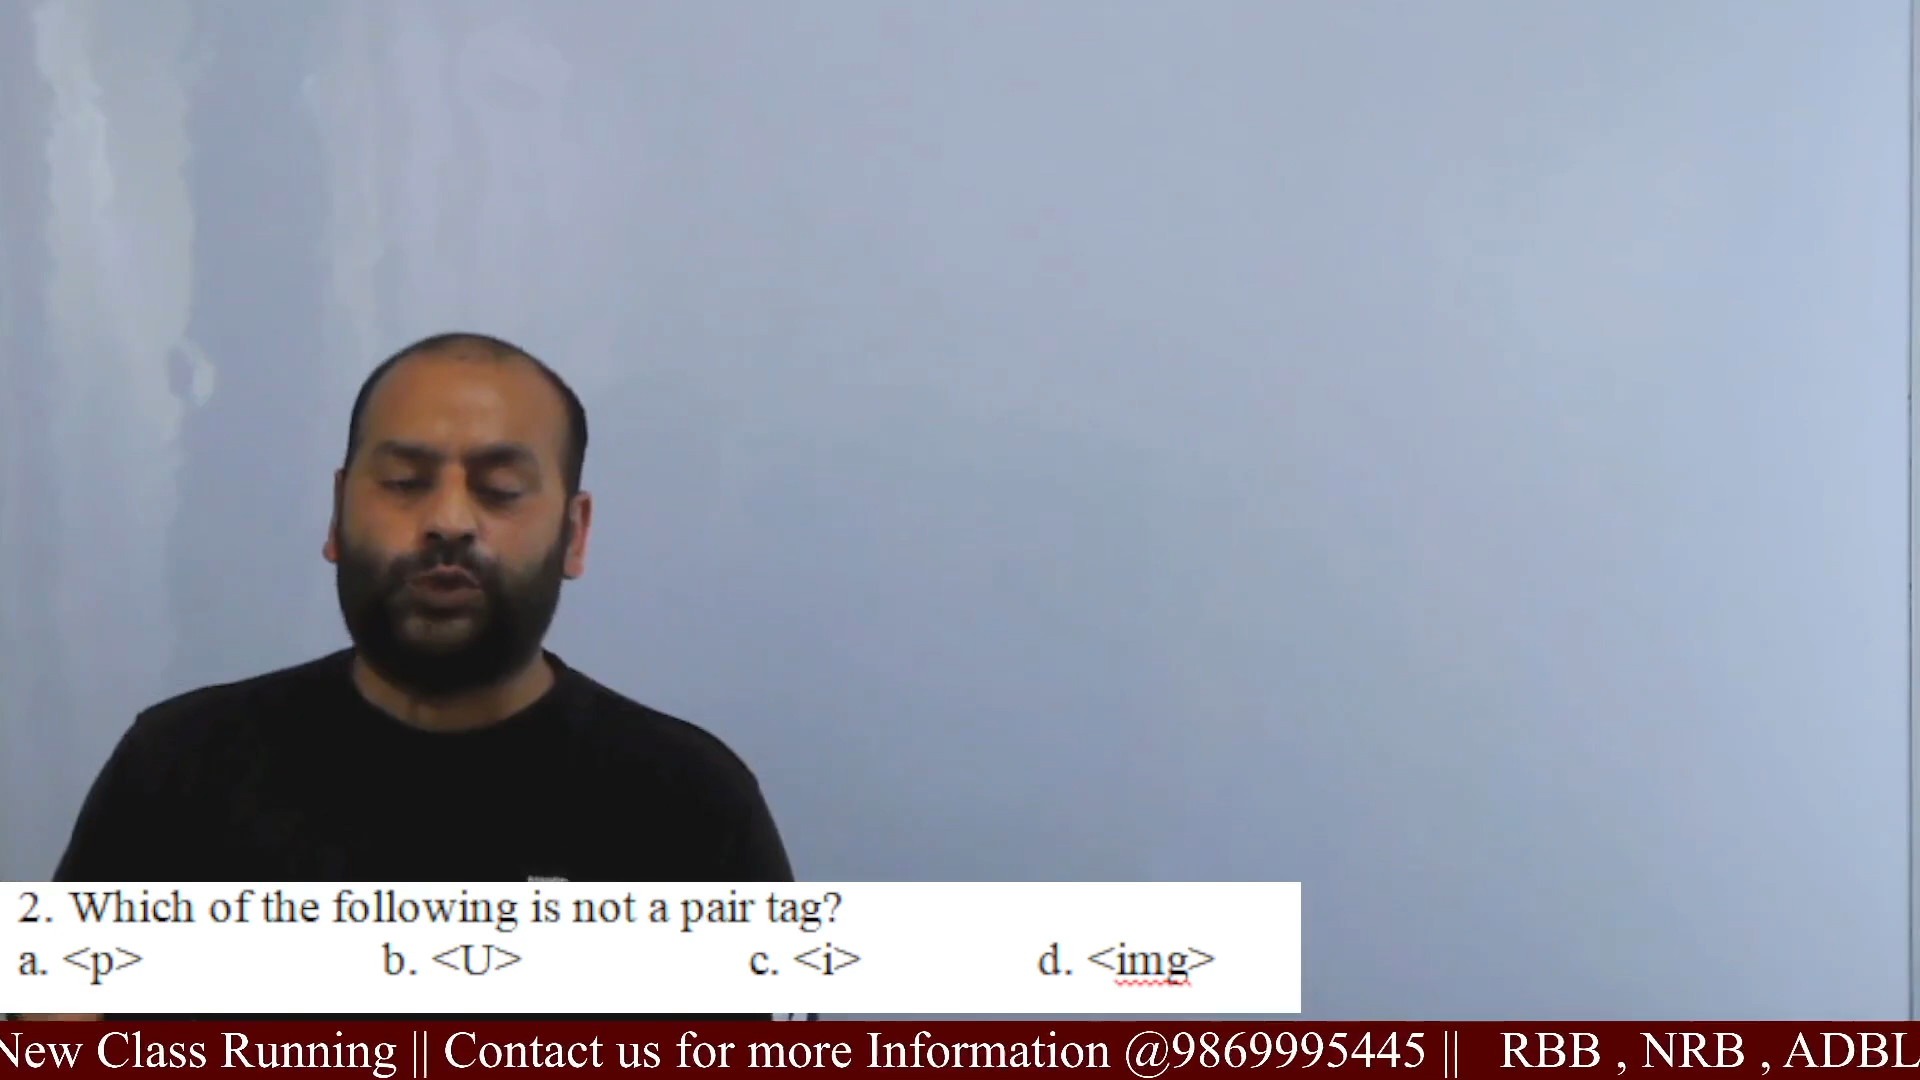 2. Which of the following is not a pair tag?
a. <p> b. <U> c. <i> d. <img>
New Class Running || Contact us for more Information @9869995445 || RBB , NRB , ADBL